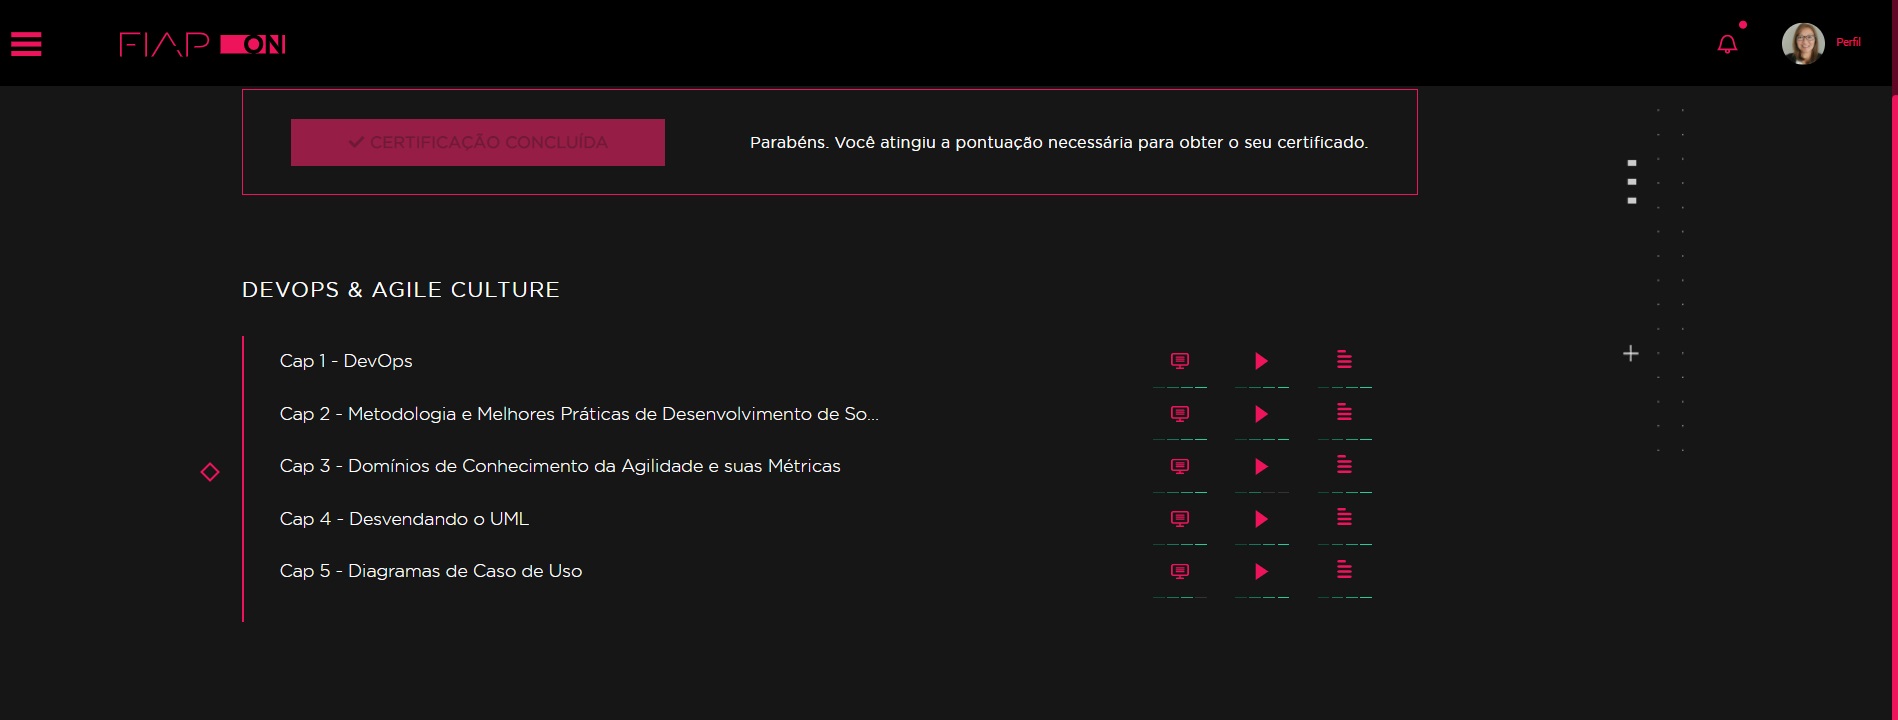 FIAP ON
Perfil
CERTIFICAÇÃO CONCLUÍDA
Parabéns. Você atingiu a pontuação necessária para obter o seu certificado.
DEVOPS & AGILE CULTURE
Cap 1 - DevOps
Cap 2 - Metodologia e Melhores Práticas de Desenvolvimento de So...
Cap 3 - Domínios de Conhecimento da Agilidade e suas Métricas
Cap 4 - Desvendando o UML
Cap 5 - Diagramas de Caso de Uso